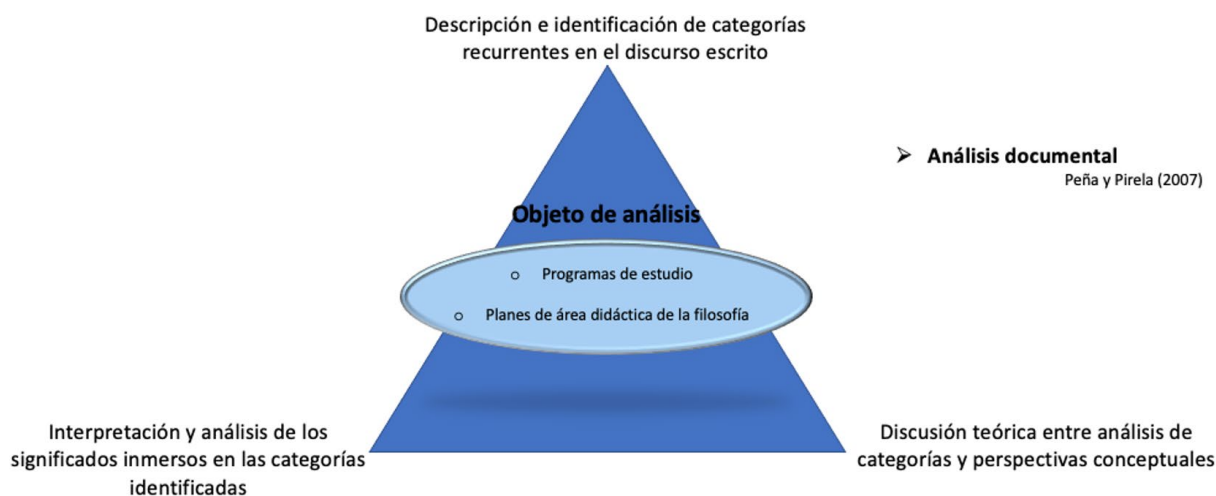 Descripción e identificación de categorías
recurrentes en el discurso escrito
➢ Análisis documental
Peña y Pirela (2007)
Objeto de análisis
o Programas de estudio
o Planes de área didáctica de la filosofía
Interpretación y análisis de los
significados inmersos en las categorías
identificadas
Discusión teórica entre análisis de
categorías y perspectivas conceptuales